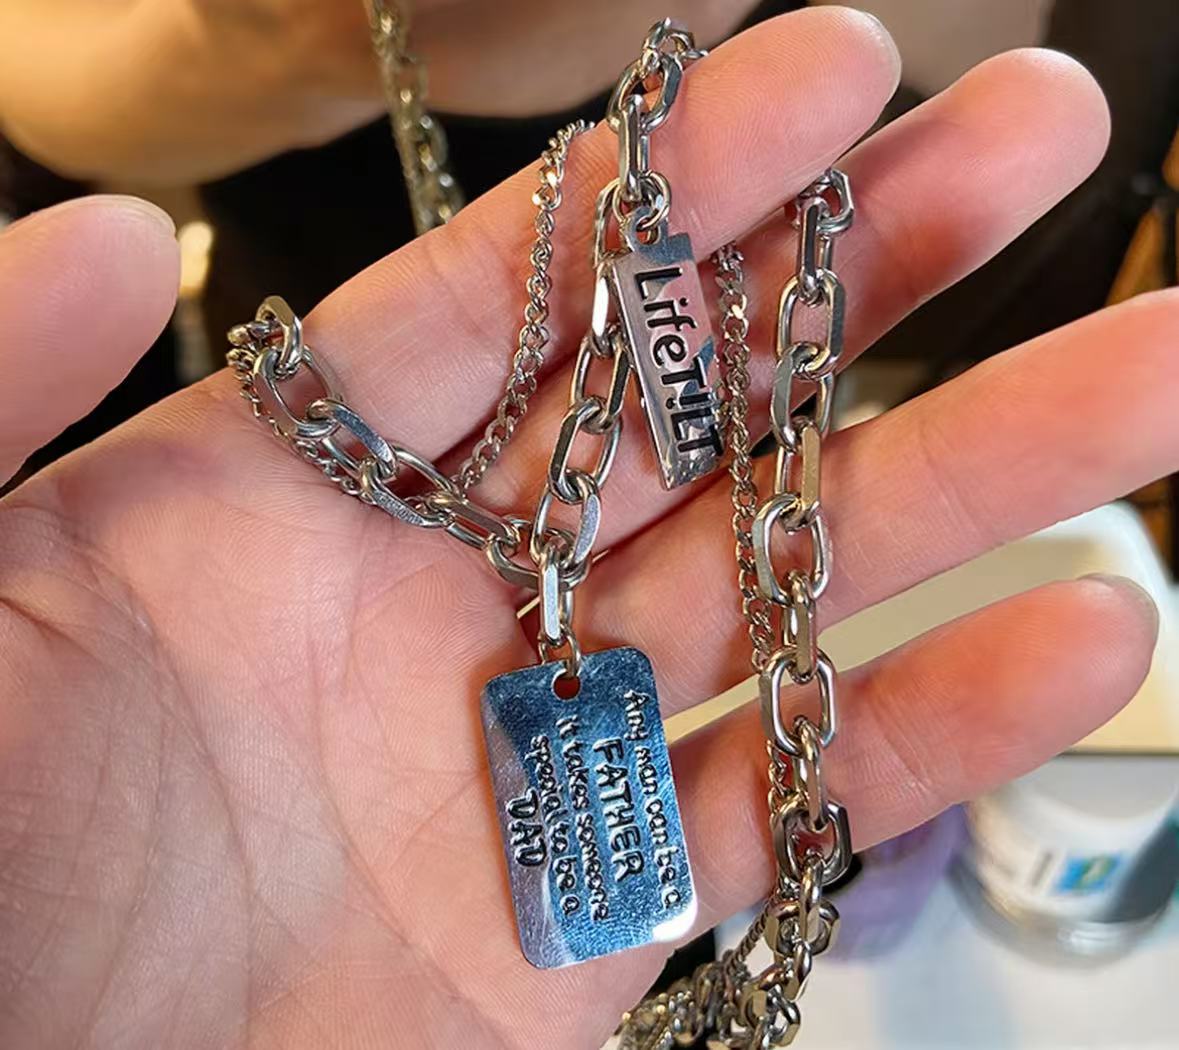 LifeTILT
Any man can be a
FATHER
it takes someone
special to be a
DAD